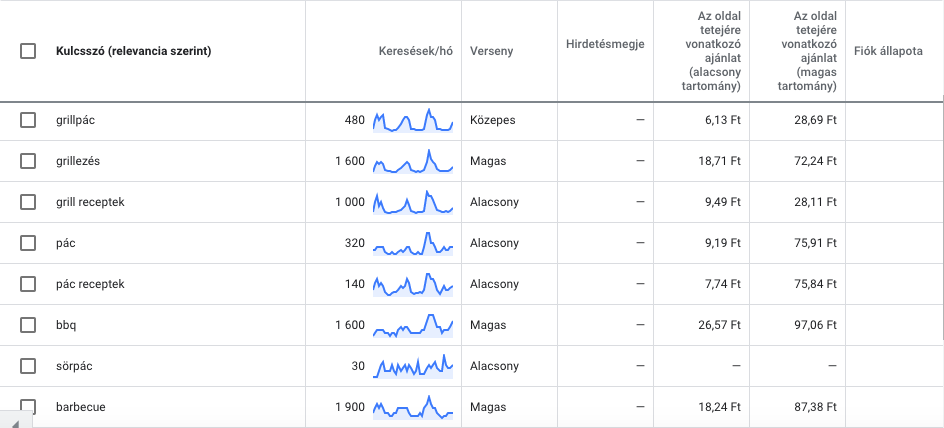 Kulcsszó (relevancia szerint) Keresések/hó Verseny Hirdetésmegje Az oldal tetejére vonatkozó ajánlat (alacsony tartomány) Az oldal tetejére vonatkozó ajánlat (magas tartomány) Fiók állapota
grillpác 480 Közepes – 6,13 Ft 28,69 Ft
grillezés 1 600 Magas – 18,71 Ft 72,24 Ft
grill receptek 1 000 Alacsony – 9,49 Ft 28,11 Ft
pác 320 Alacsony – 9,19 Ft 75,91 Ft
pác receptek 140 Alacsony – 7,74 Ft 75,84 Ft
bbq 1 600 Magas – 26,57 Ft 97,06 Ft
sörpác 30 Alacsony – – –
barbecue 1 900 Magas – 18,24 Ft 87,38 Ft